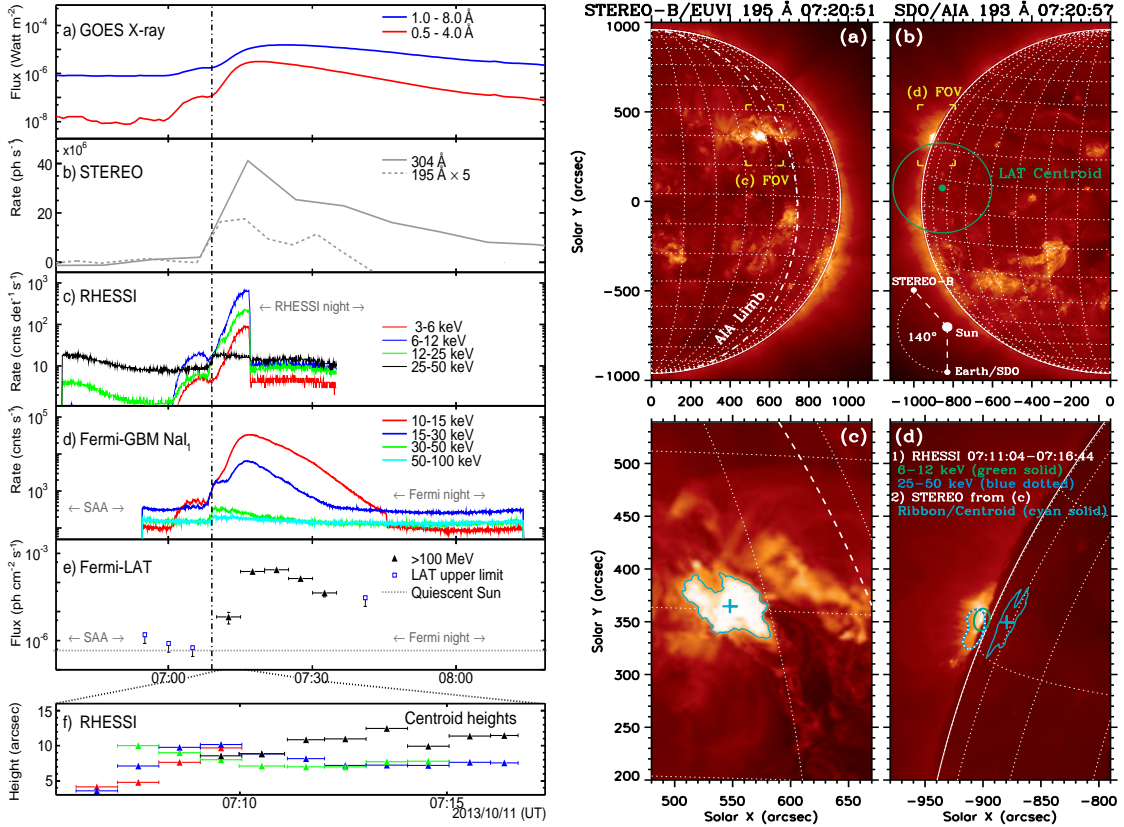 a) GOES X-ray
1.0 - 8.0 Å
0.5 - 4.0 Å
Flux (Watt m⁻²)
10⁻⁴
10⁻⁶
10⁻⁸
x10⁶
b) STEREO
304 Å
195 Å × 5
Rate (ph s⁻¹)
40
20
0
c) RHESSI
← RHESSI night →
3-6 keV
6-12 keV
12-25 keV
25-50 keV
Rate (cnts det⁻¹ s⁻¹)
10³
10²
10
d) Fermi-GBM NaI₁
10-15 keV
15-30 keV
30-50 keV
50-100 keV
Rate (cnts s⁻¹)
10⁵
10³
← SAA →
← Fermi night →
e) Fermi-LAT
>100 MeV
LAT upper limit
Quiescent Sun
Flux (ph cm⁻² s⁻¹)
10⁻³
10⁻⁶
← SAA →
← Fermi night →
07:00
07:30
08:00
f) RHESSI
Centroid heights
Height (arcsec)
15
10
5
07:10
07:15
2013/10/11 (UT)
STEREO-B/EUVI 195 07:20:51
(a)
(c) FOV
AIA Limb
Solar Y (arcsec)
1000
500
0
-500
-1000
0 200 400 600 800 1000
SDO/AIA 193 07:20:57
(b)
(d) FOV
LAT Centroid
STEREO-B
Sun
140°
Earth/SDO
-1000 -800 -600 -400 -200 0
(c)
Solar Y (arcsec)
500
450
400
350
300
250
200
500 550 600 650
Solar X (arcsec)
(d)
1) RHESSI 07:11:04-07:16:44
6-12 keV (green solid)
25-50 keV (blue dotted)
2) STEREO from (c)
Ribbon/Centroid (cyan solid)
500
450
400
350
300
250
200
-950 -900 -850 -800
Solar X (arcsec)